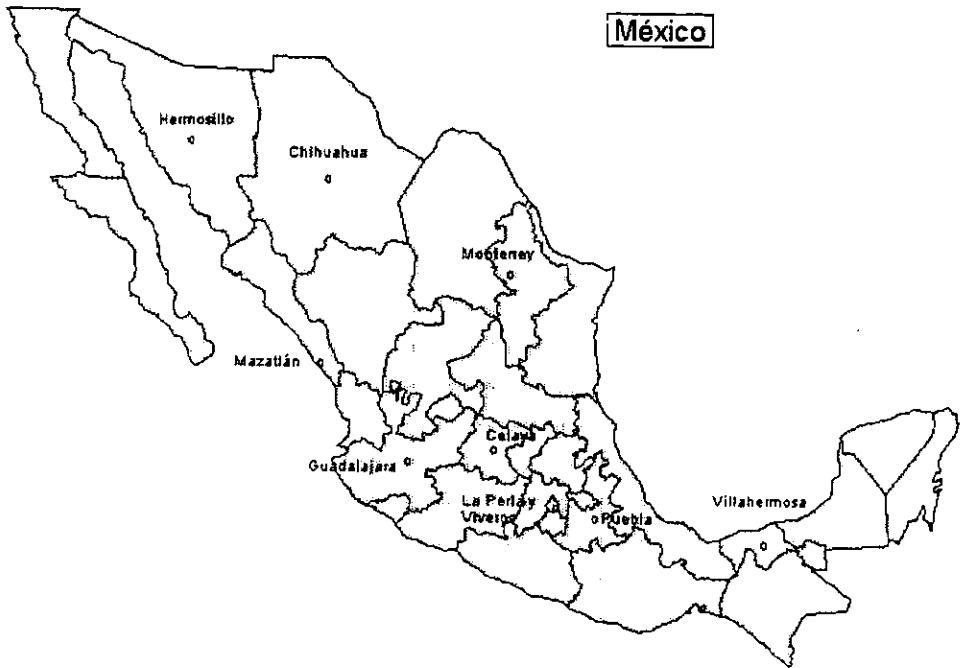 México
Hermosillo
Chihuahua
Monterrey
Mazatlán
Celaya
Guadalajara
La Perla y
Viveros
Puebla
Villahermosa